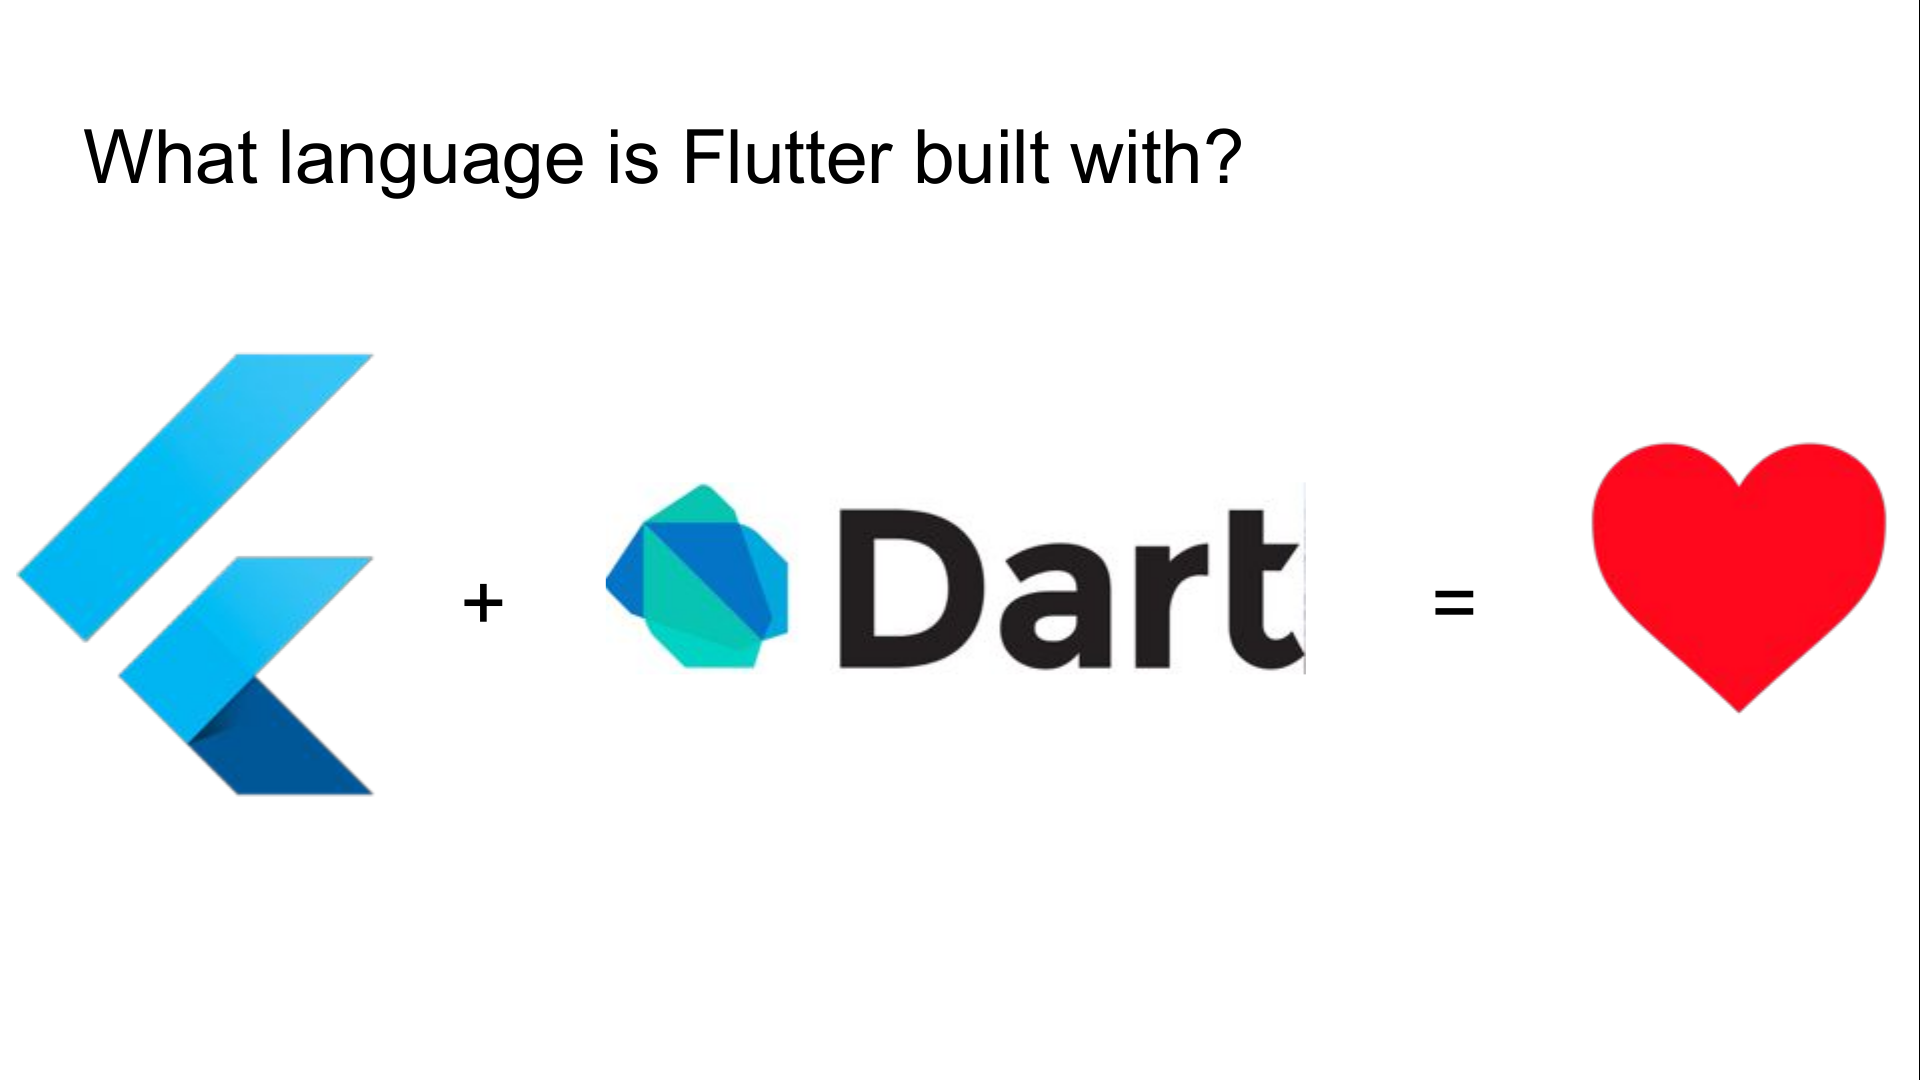 What language is Flutter built with?
+ Dart =